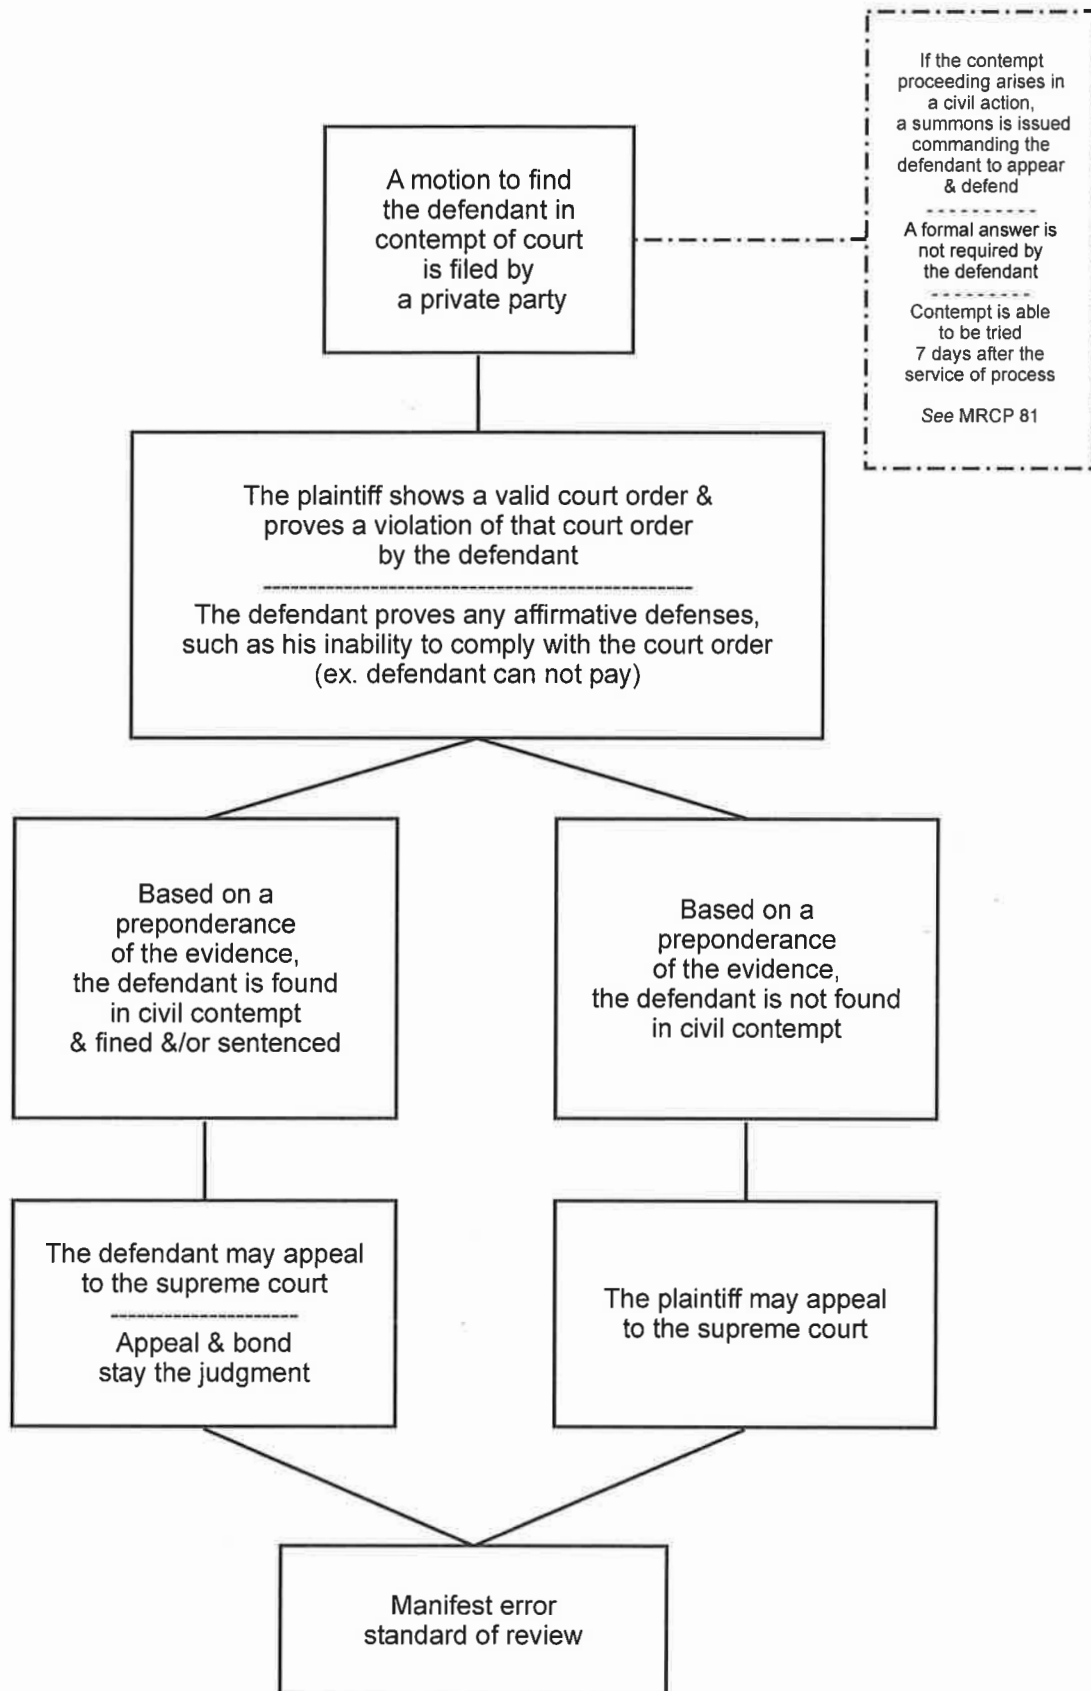 If the contempt
proceeding arises in
a civil action,
a summons is issued
commanding the
defendant to appear
& defend
A formal answer is
not required by
the defendant
Contempt is able
to be tried
7 days after the
service of process
See MRCP 81
A motion to find
the defendant in
contempt of court
is filed by
a private party
The plaintiff shows a valid court order &
proves a violation of that court order
by the defendant
The defendant proves any affirmative defenses,
such as his inability to comply with the court order
(ex. defendant can not pay)
Based on a
preponderance
of the evidence,
the defendant is found
in civil contempt
& fined &/or sentenced
Based on a
preponderance
of the evidence,
the defendant is not found
in civil contempt
The defendant may appeal
to the supreme court
Appeal & bond
stay the judgment
The plaintiff may appeal
to the supreme court
Manifest error
standard of review